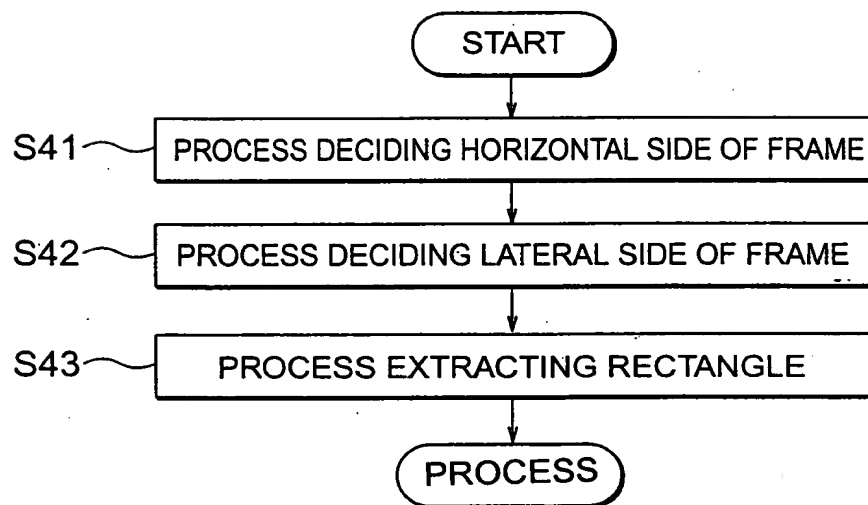 START
S41 PROCESS DECIDING HORIZONTAL SIDE OF FRAME
S42 PROCESS DECIDING LATERAL SIDE OF FRAME
S43 PROCESS EXTRACTING RECTANGLE
PROCESS